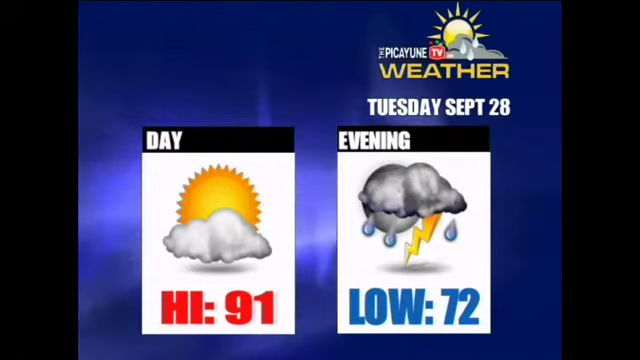 THE PICAYUNE TV
WEATHER
TUESDAY SEPT 28
DAY
EVENING
HI: 91
LOW: 72